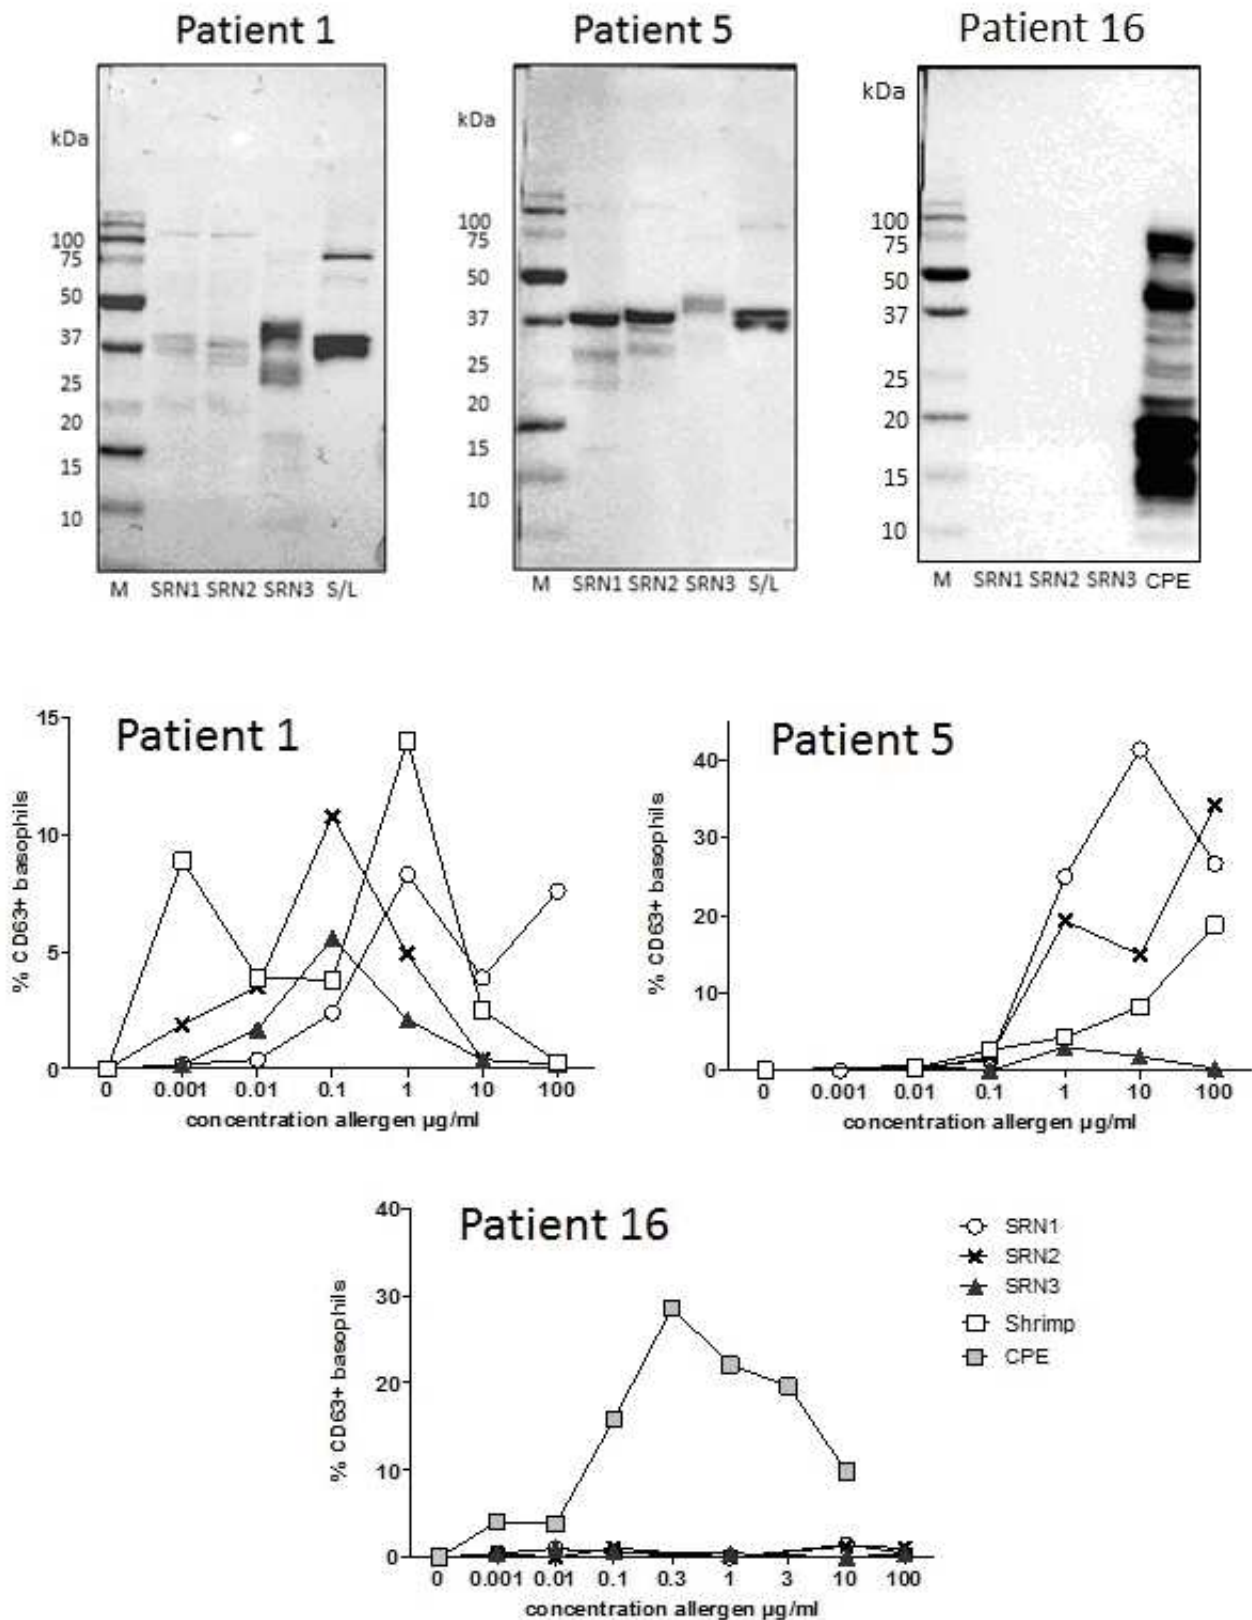 Patient 1
Patient 5
Patient 16
kDa
100
75
50
37
25
20
15
10
M SRN1 SRN2 SRN3 S/L
kDa
100
75
50
37
25
20
15
10
M SRN1 SRN2 SRN3 S/L
kDa
100
75
50
37
25
20
15
10
M SRN1 SRN2 SRN3 CPE
Patient 1
% CD63+ basophils
15
10
5
0
0 0.001 0.01 0.1 1 10 100
concentration allergen µg/ml
Patient 5
% CD63+ basophils
40
30
20
10
0
0 0.001 0.01 0.1 1 10 100
concentration allergen µg/ml
Patient 16
% CD63+ basophils
40
30
20
10
0
0 0.001 0.01 0.1 0.3 1 3 10 100
concentration allergen µg/ml
SRN1
SRN2
SRN3
Shrimp
CPE